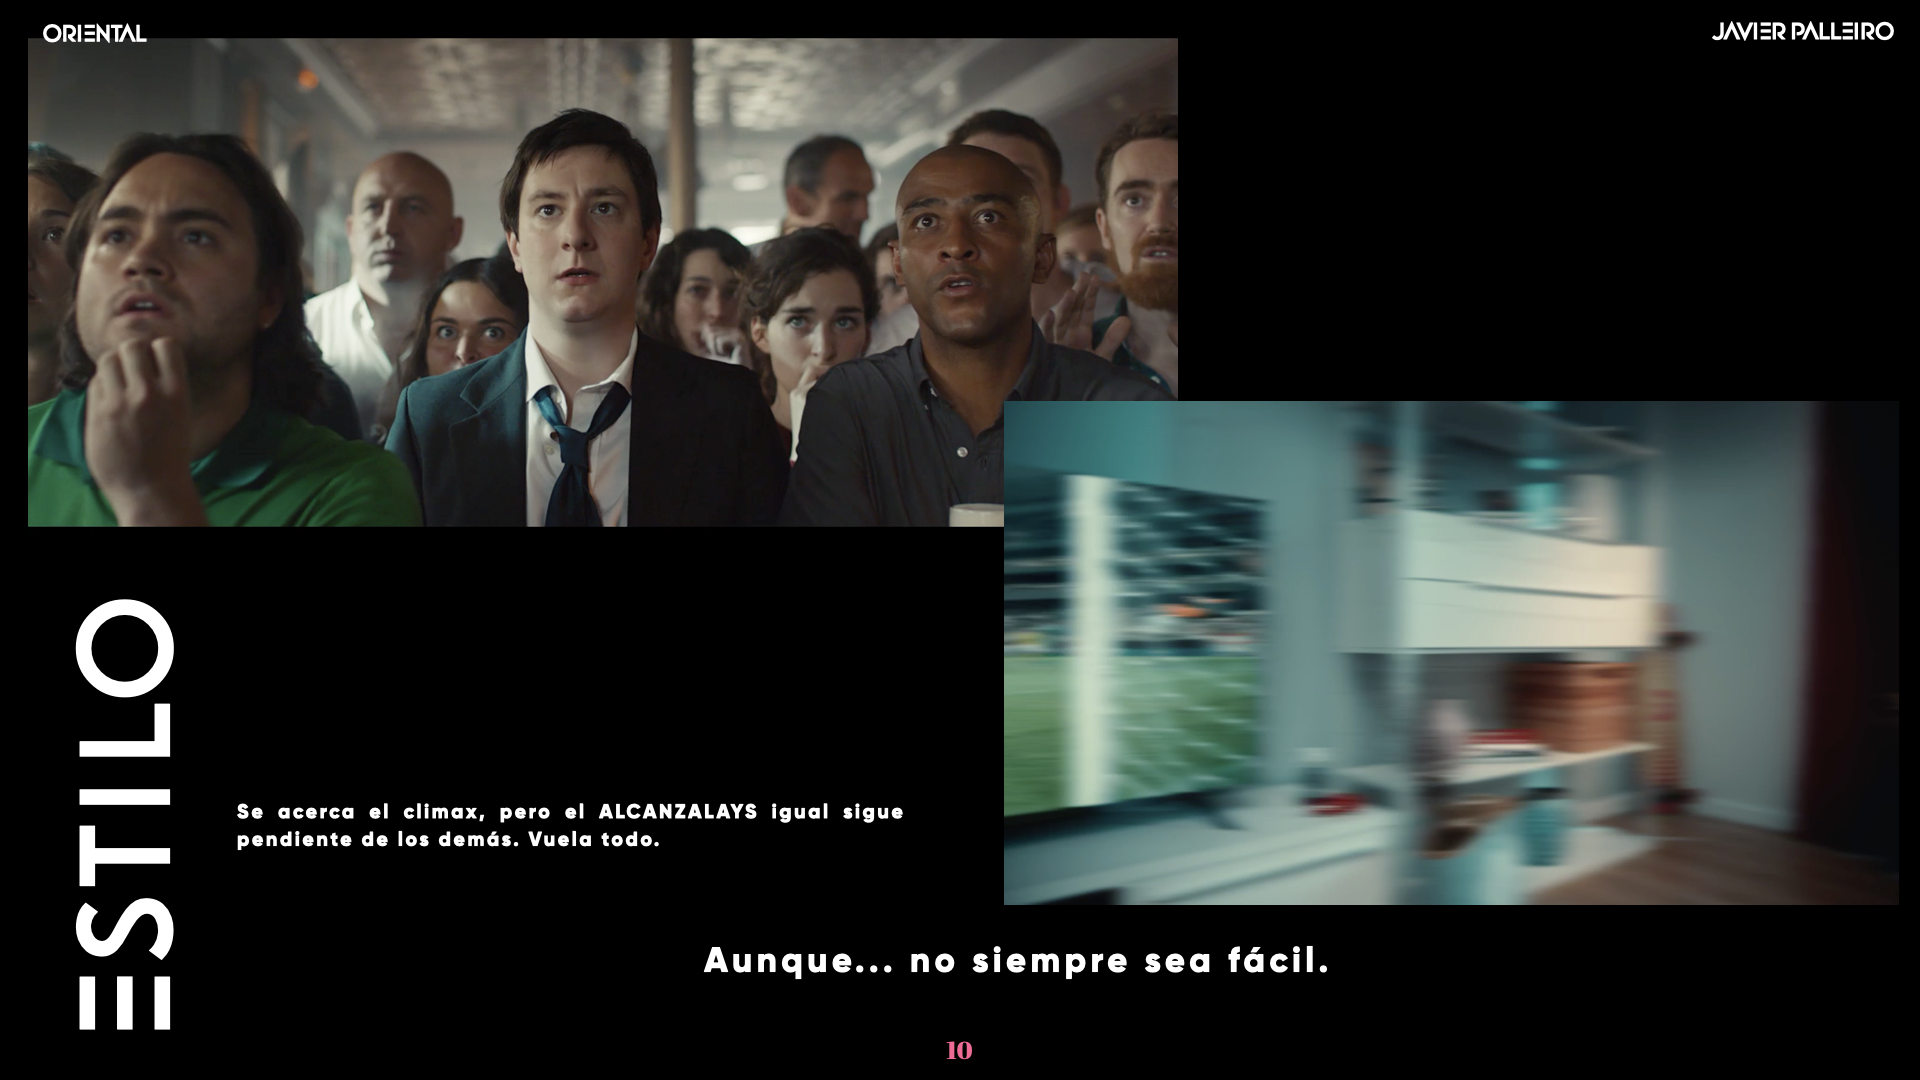 ORIENTAL
JAVIER PALLEIRO
ESTILO
Se acerca el climax, pero el ALCANZALAYS igual sigue
pendiente de los demás. Vuela todo.
Aunque... no siempre sea fácil.
10